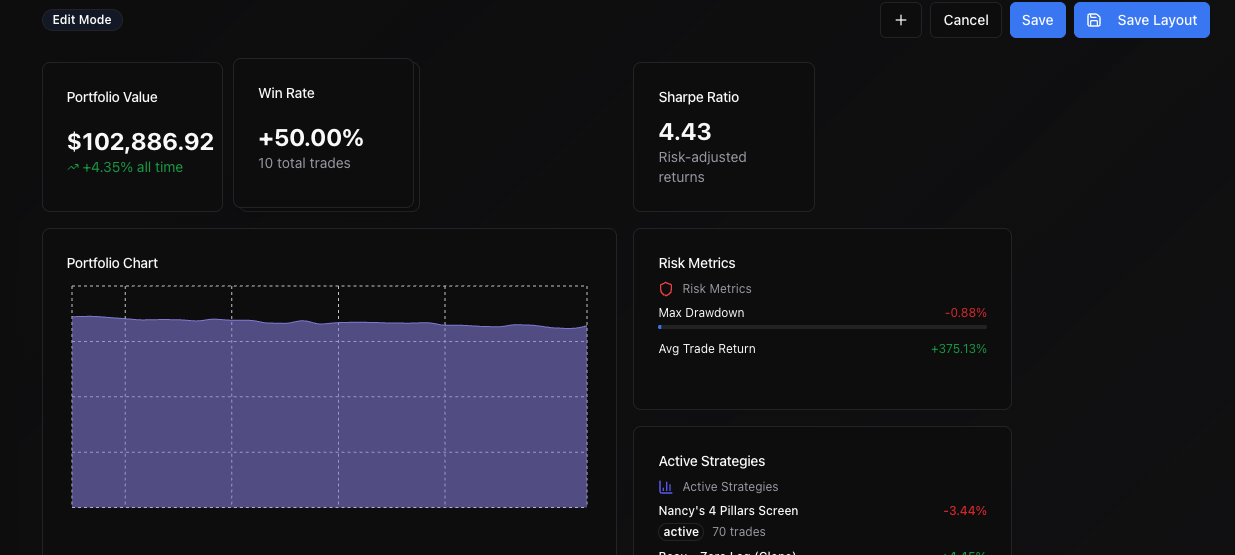 Edit Mode
Cancel
Save
Save Layout
Portfolio Value
$102,886.92
+4.35% all time
Win Rate
+50.00%
10 total trades
Sharpe Ratio
4.43
Risk-adjusted
returns
Portfolio Chart
Risk Metrics
Risk Metrics
Max Drawdown
-0.88%
Avg Trade Return
+375.13%
Active Strategies
Active Strategies
Nancy's 4 Pillars Screen
-3.44%
active
70 trades